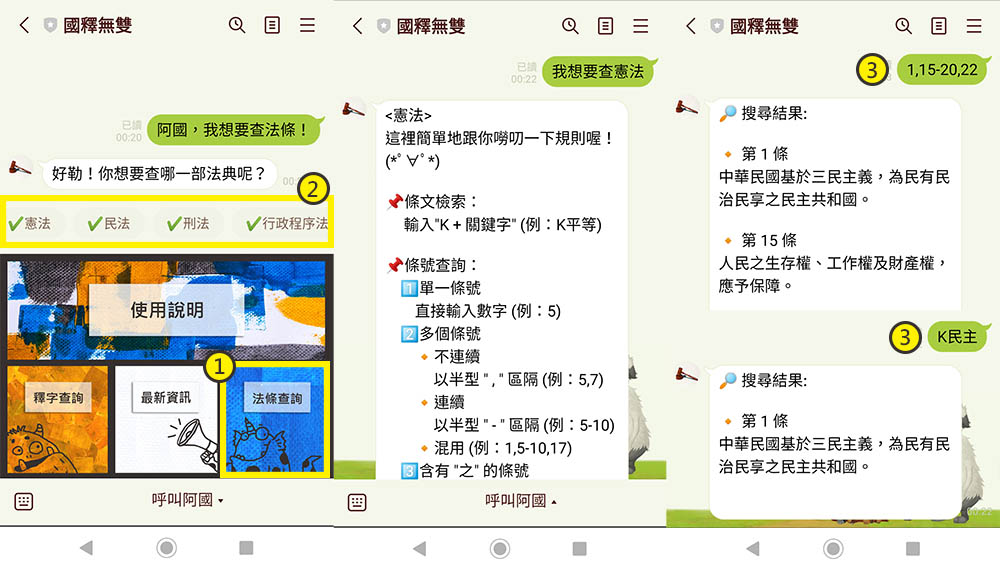 國釋無雙
已讀
00:20
阿國，我想要查法條！
好勒！你想要查哪一部法典呢？
00:
2
✔憲法
✔民法
✔刑法
✔行政程序法
使用說明
1
釋字查詢
最新資訊
法條查詢
呼叫阿國 ▾
國釋無雙
已讀
00:22
我想要查憲法
<憲法>
這裡簡單地跟你嘮叨一下規則喔！
(*ﾟ∀ﾟ*)
📌條文檢索：
輸入"K + 關鍵字" (例：K平等)
📌條號查詢：
1️⃣單一條號
直接輸入數字 (例：5)
2️⃣多個條號
🔸不連續
以半型 " , " 區隔 (例：5,7)
🔸連續
以半型 " - " 區隔 (例：5-10)
🔸混用 (例：1,5-10,17)
3️⃣含有 "之" 的條號
呼叫阿國 ▴
國釋無雙
3
1,15-20,22
🔎 搜尋結果:
🔸 第 1 條
中華民國基於三民主義，為民有民
治民享之民主共和國。
🔸 第 15 條
人民之生存權、工作權及財產權，
應予保障。
3
K民主
🔎 搜尋結果:
🔸 第 1 條
中華民國基於三民主義，為民有民
治民享之民主共和國。
00:22